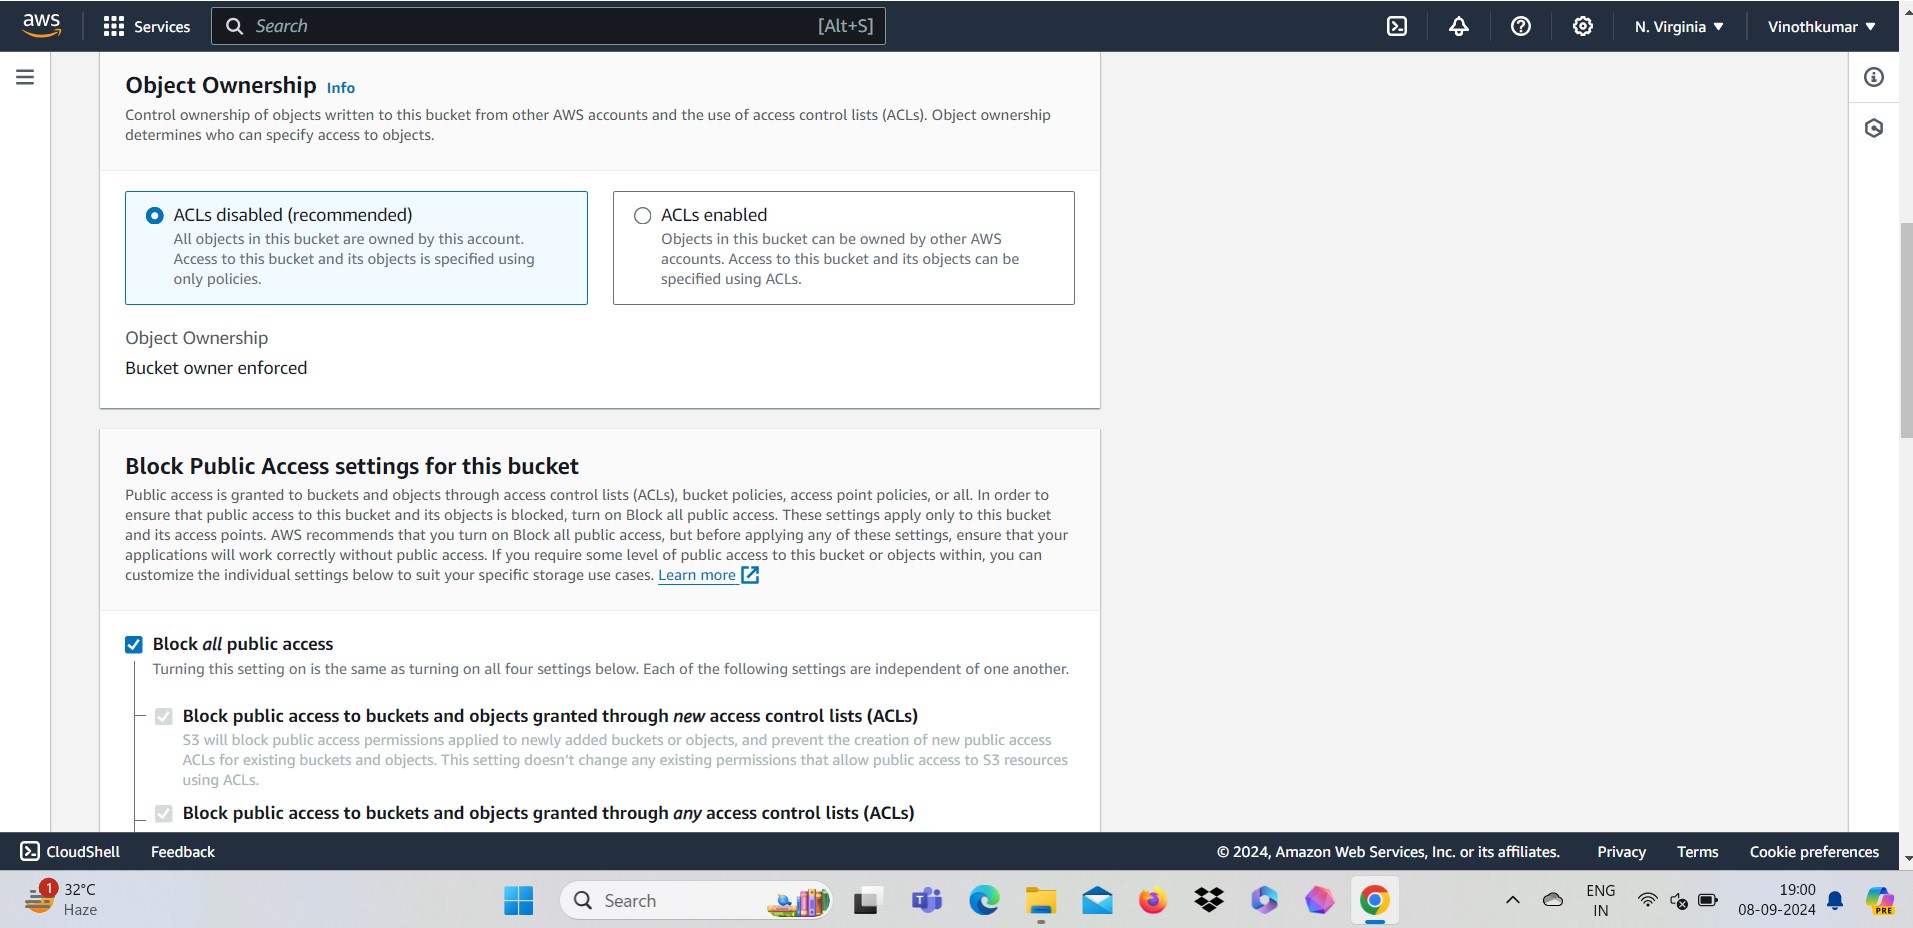 aws
Services
Search
[Alt+S]
N. Virginia
Vinothkumar
Object Ownership Info
Control ownership of objects written to this bucket from other AWS accounts and the use of access control lists (ACLs). Object ownership
determines who can specify access to objects.
ACLs disabled (recommended)
All objects in this bucket are owned by this account.
Access to this bucket and its objects is specified using
only policies.
ACLs enabled
Objects in this bucket can be owned by other AWS
accounts. Access to this bucket and its objects can be
specified using ACLs.
Object Ownership
Bucket owner enforced
Block Public Access settings for this bucket
Public access is granted to buckets and objects through access control lists (ACLs), bucket policies, access point policies, or all. In order to
ensure that public access to this bucket and its objects is blocked, turn on Block all public access. These settings apply only to this bucket
and its access points. AWS recommends that you turn on Block all public access, but before applying any of these settings, ensure that your
applications will work correctly without public access. If you require some level of public access to this bucket or objects within, you can
customize the individual settings below to suit your specific storage use cases. Learn more
Block all public access
Turning this setting on is the same as turning on all four settings below. Each of the following settings are independent of one another.
Block public access to buckets and objects granted through new access control lists (ACLs)
S3 will block public access permissions applied to newly added buckets or objects, and prevent the creation of new public access
ACLs for existing buckets and objects. This setting doesn't change any existing permissions that allow public access to S3 resources
using ACLs.
Block public access to buckets and objects granted through any access control lists (ACLs)
CloudShell
Feedback
© 2024, Amazon Web Services, Inc. or its affiliates.
Privacy
Terms
Cookie preferences
1
32°C
Haze
Search
ENG
IN
19:00
08-09-2024
PRE